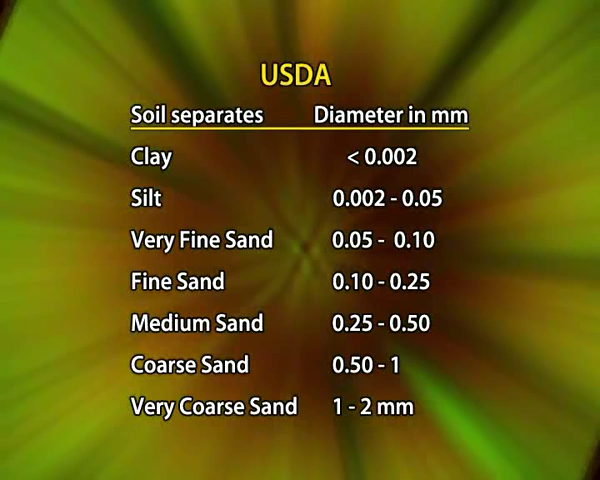 USDA
Soil separates Diameter in mm
Clay < 0.002
Silt 0.002 - 0.05
Very Fine Sand 0.05 - 0.10
Fine Sand 0.10 - 0.25
Medium Sand 0.25 - 0.50
Coarse Sand 0.50 - 1
Very Coarse Sand 1 - 2 mm